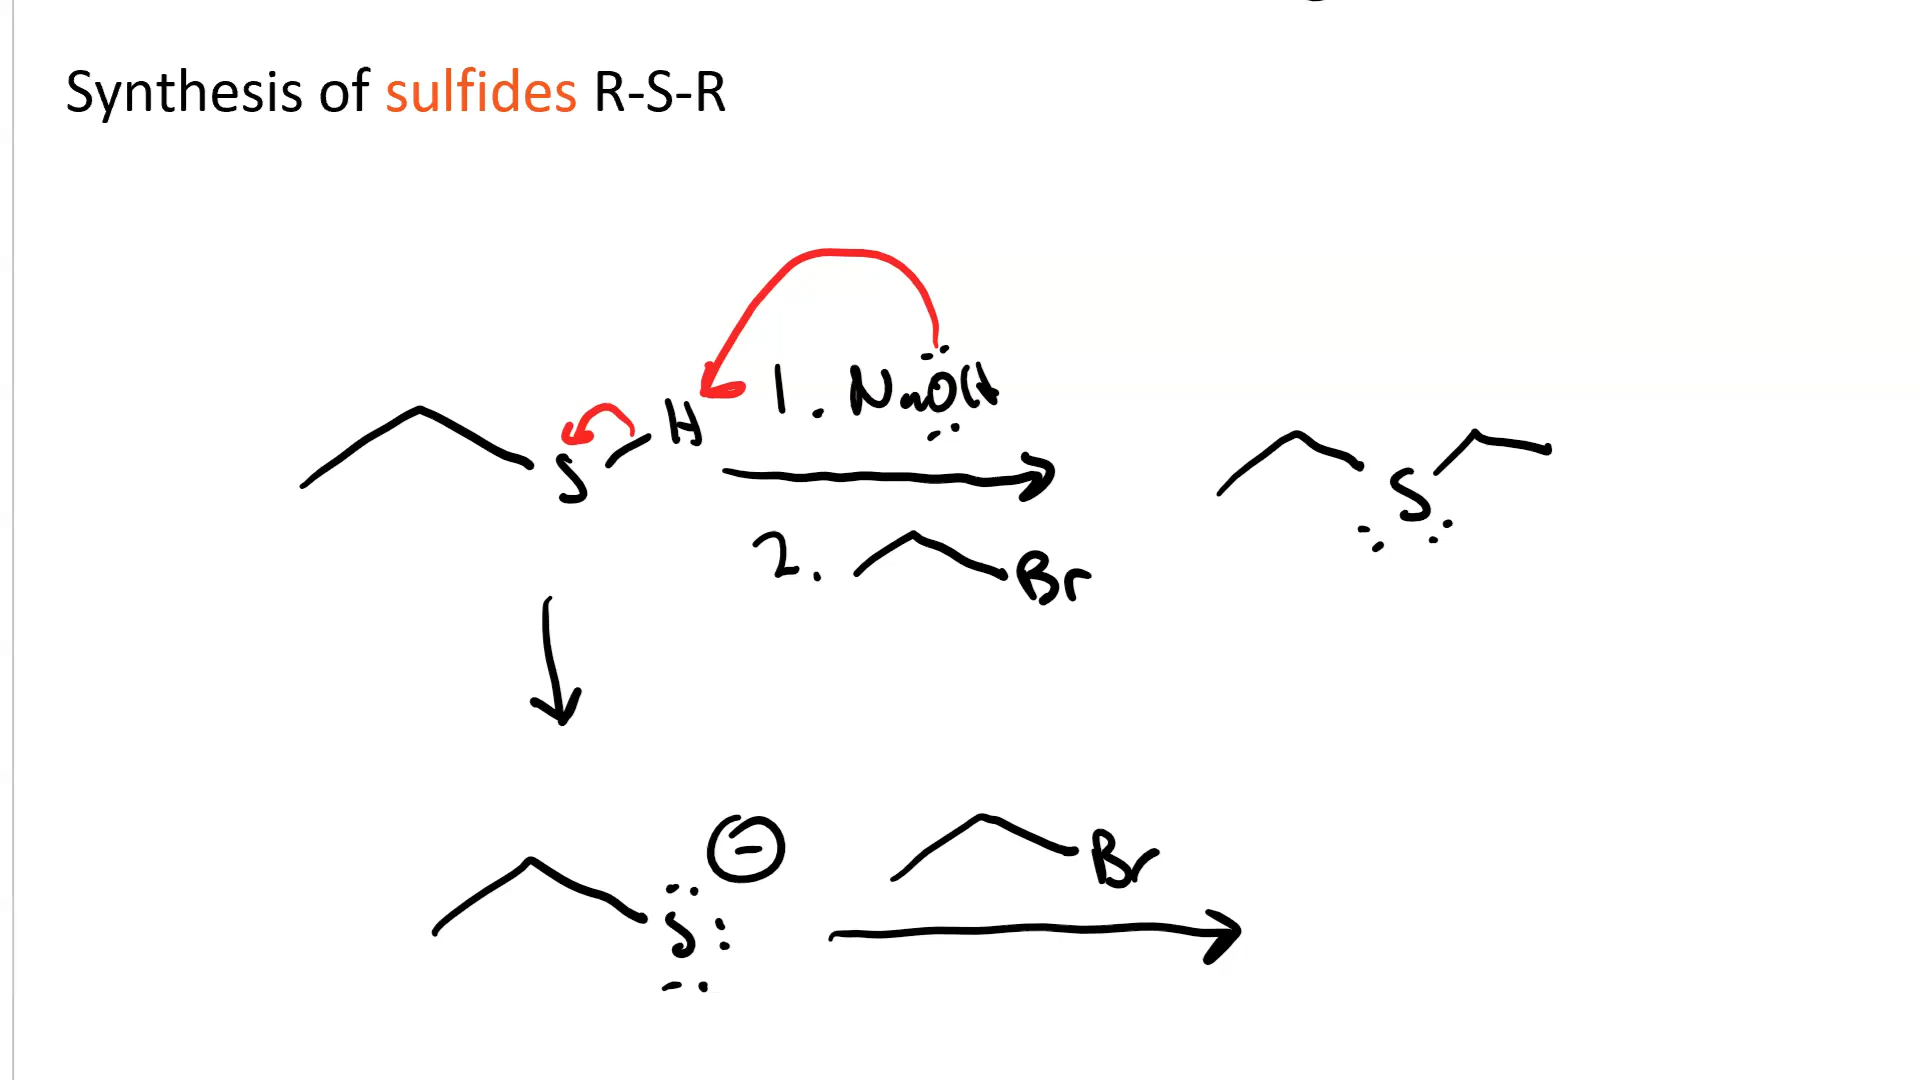 Synthesis of sulfides R-S-R
1. NaOH
S H
S
2. Br
Br
S